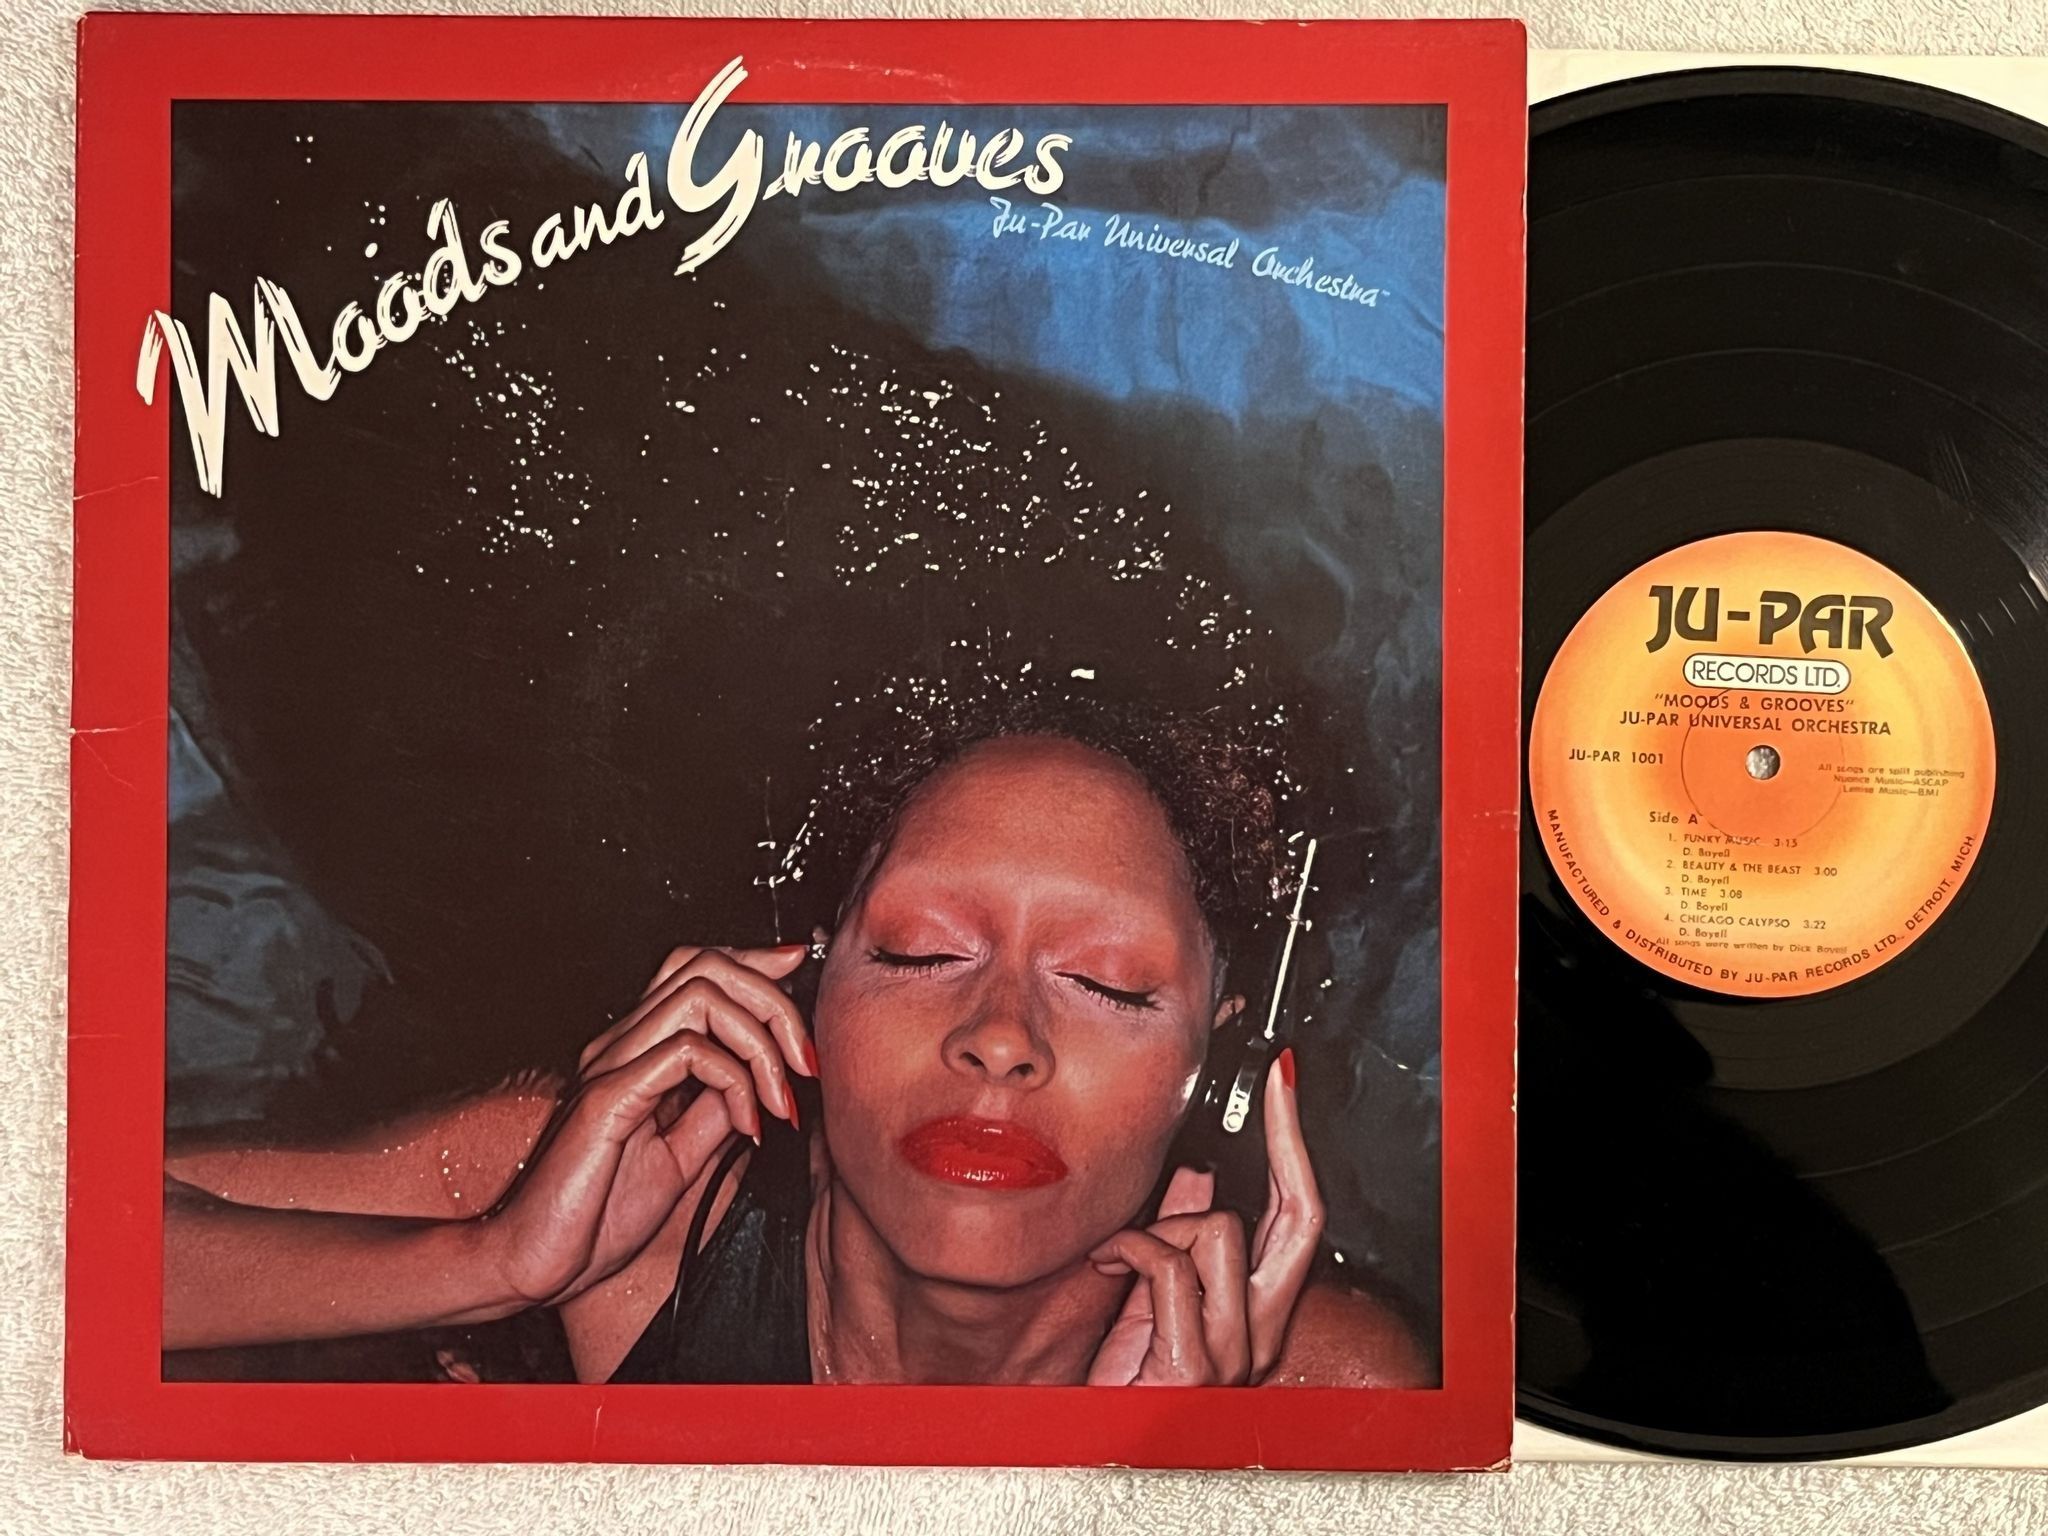 Moods and Grooves
Ju-Par Universal Orchestra
JU-PAR
RECORDS LTD.
"MOODS & GROOVES"
JU-PAR UNIVERSAL ORCHESTRA
JU-PAR 1001
All songs are split publishing
Nuance Music—ASCAP
Lenise Music—BMI
Side A
1. FUNKY MUSIC 3:15
D. Boyell
2. BEAUTY & THE BEAST 3:00
D. Boyell
3. TIME 3:08
D. Boyell
4. CHICAGO CALYPSO 3:22
D. Boyell
All songs were written by Dick Boyell
MANUFACTURED & DISTRIBUTED BY JU-PAR RECORDS LTD., DETROIT, MICH.